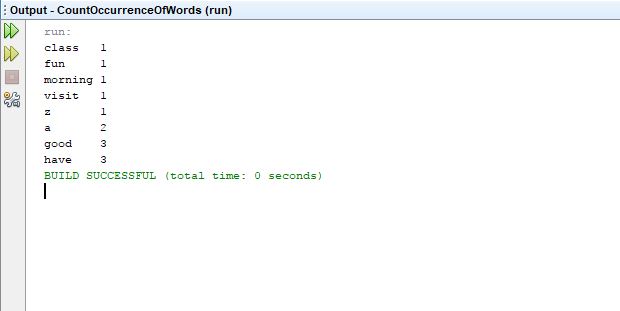 Output - CountOccurrenceOfWords (run)
run:
class 1
fun 1
morning 1
visit 1
z 1
a 2
good 3
have 3
BUILD SUCCESSFUL (total time: 0 seconds)